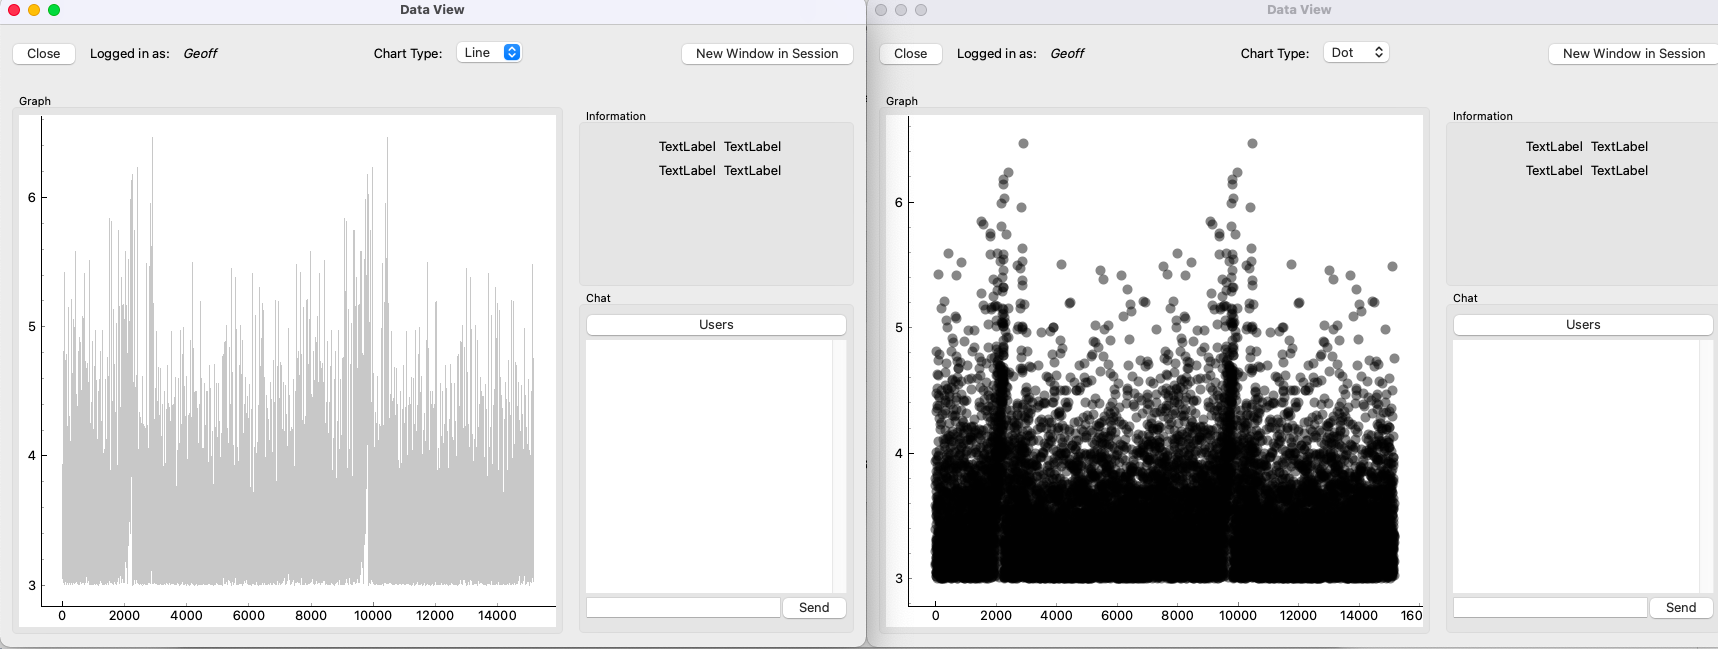 Data View
Close Logged in as: Geoff Chart Type: Line New Window in Session
Graph
6
5
4
3
0 2000 4000 6000 8000 10000 12000 14000
Information
TextLabel TextLabel
TextLabel TextLabel
Chat
Users
Send
Data View
Close Logged in as: Geoff Chart Type: Dot New Window in Session
Graph
6
5
4
3
0 2000 4000 6000 8000 10000 12000 14000 160
Information
TextLabel TextLabel
TextLabel TextLabel
Chat
Users
Send